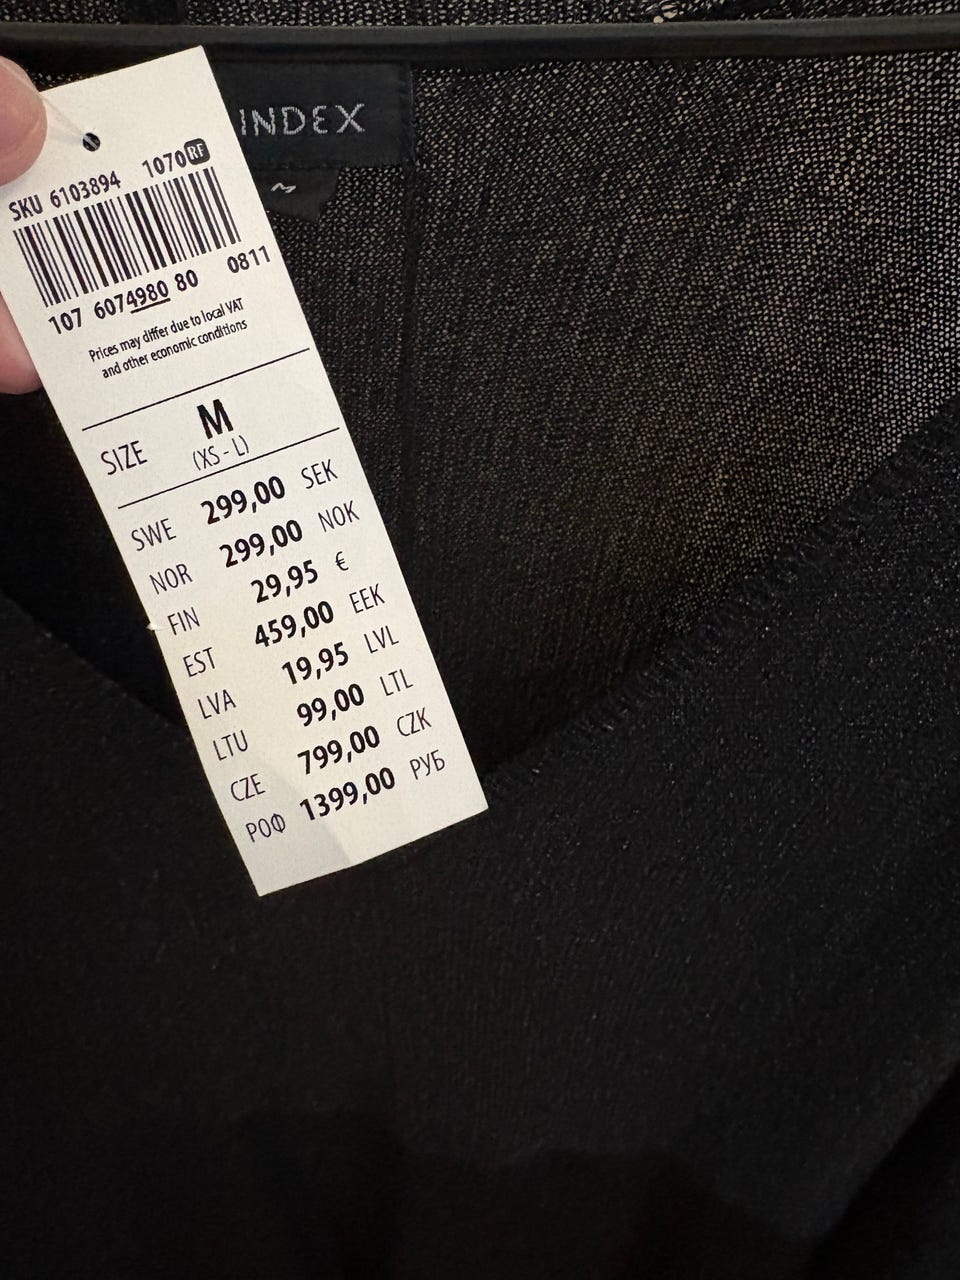 INDEX
M
SKU 6103894 1070 RF
107 6074980 80 0811
Prices may differ due to local VAT
and other economic conditions
SIZE M
(XS - L)
SWE 299,00 SEK
NOR 299,00 NOK
FIN 29,95 €
EST 459,00 EEK
LVA 19,95 LVL
LTU 99,00 LTL
CZE 799,00 CZK
РОФ 1399,00 РУБ